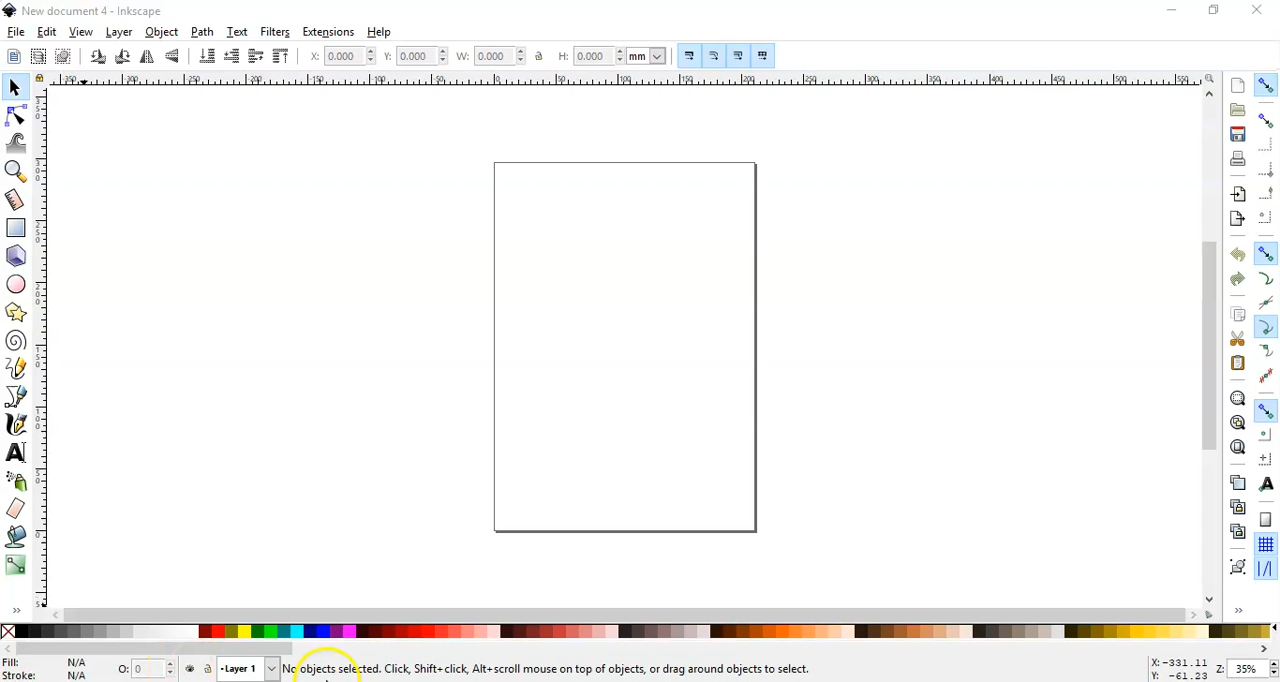 New document 4 - Inkscape
File Edit View Layer Object Path Text Filters Extensions Help
X: 0.000 Y: 0.000 W: 0.000 H: 0.000 mm
Fill: N/A
Stroke: N/A
O: 0
Layer 1
No objects selected. Click, Shift+click, Alt+scroll mouse on top of objects, or drag around objects to select.
X: -331.11
Y: -61.23
Z: 35%